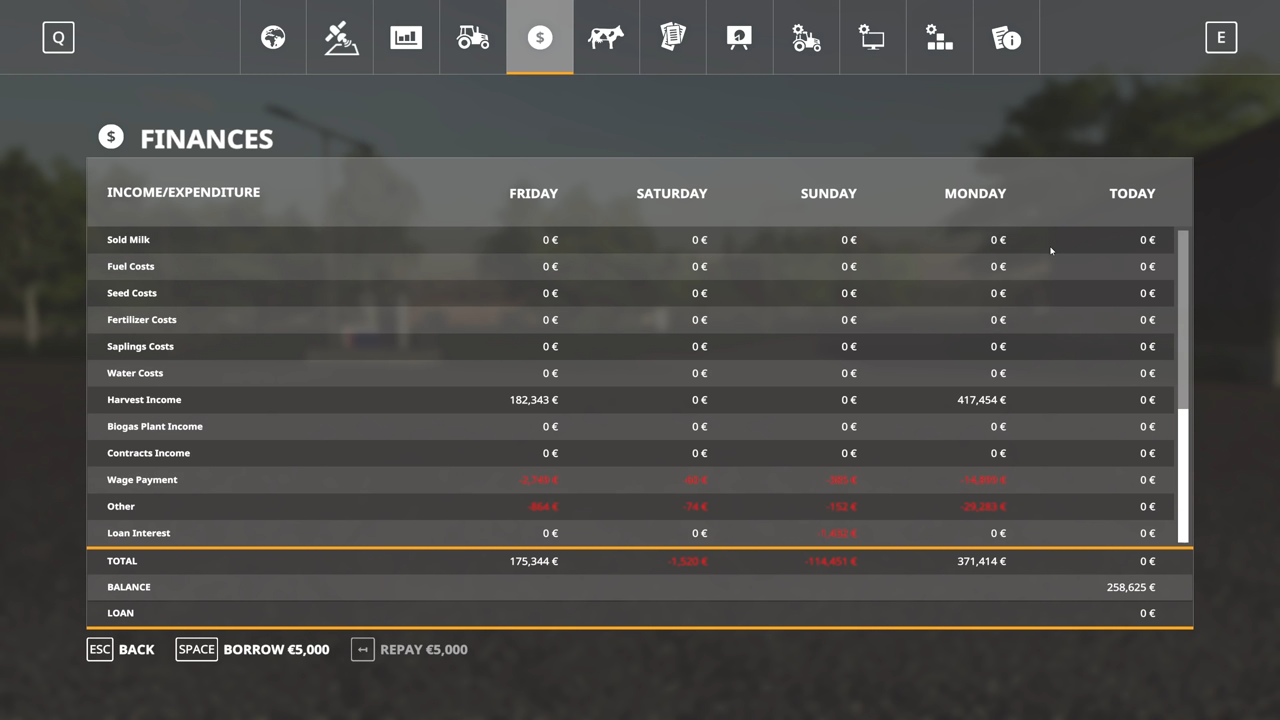 Q E
$
$ FINANCES
INCOME/EXPENDITURE FRIDAY SATURDAY SUNDAY MONDAY TODAY
Sold Milk 0 € 0 € 0 € 0 € 0 €
Fuel Costs 0 € 0 € 0 € 0 € 0 €
Seed Costs 0 € 0 € 0 € 0 € 0 €
Fertilizer Costs 0 € 0 € 0 € 0 € 0 €
Saplings Costs 0 € 0 € 0 € 0 € 0 €
Water Costs 0 € 0 € 0 € 0 € 0 €
Harvest Income 182,343 € 0 € 0 € 417,454 € 0 €
Biogas Plant Income 0 € 0 € 0 € 0 € 0 €
Contracts Income 0 € 0 € 0 € 0 € 0 €
Wage Payment 0 €
Other -864 € -74 € -152 € -29,283 € 0 €
Loan Interest 0 € 0 € 0 € 0 €
TOTAL 175,344 € -1,520 € -114,451 € 371,414 € 0 €
BALANCE 258,625 €
LOAN 0 €
ESC BACK SPACE BORROW €5,000 REPAY €5,000